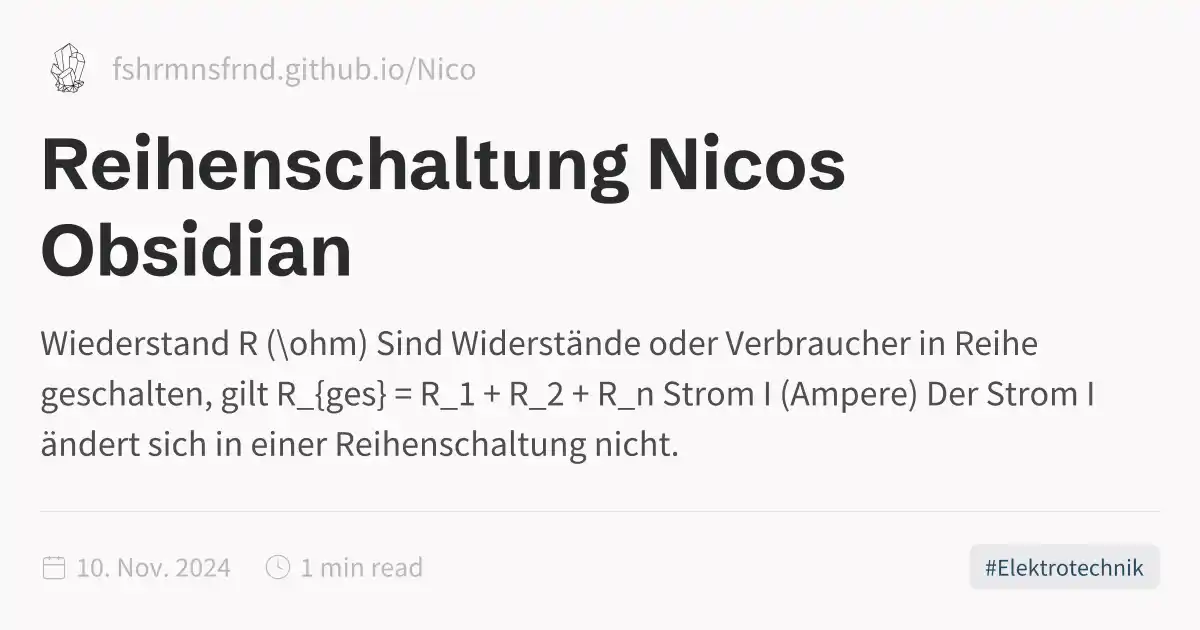 fshrmnsfrnd.github.io/Nico
Reihenschaltung Nicos
Obsidian
Wiederstand R (\ohm) Sind Widerstände oder Verbraucher in Reihe
geschalten, gilt R_{ges} = R_1 + R_2 + R_n Strom I (Ampere) Der Strom I
ändert sich in einer Reihenschaltung nicht.
10. Nov. 2024 1 min read
#Elektrotechnik